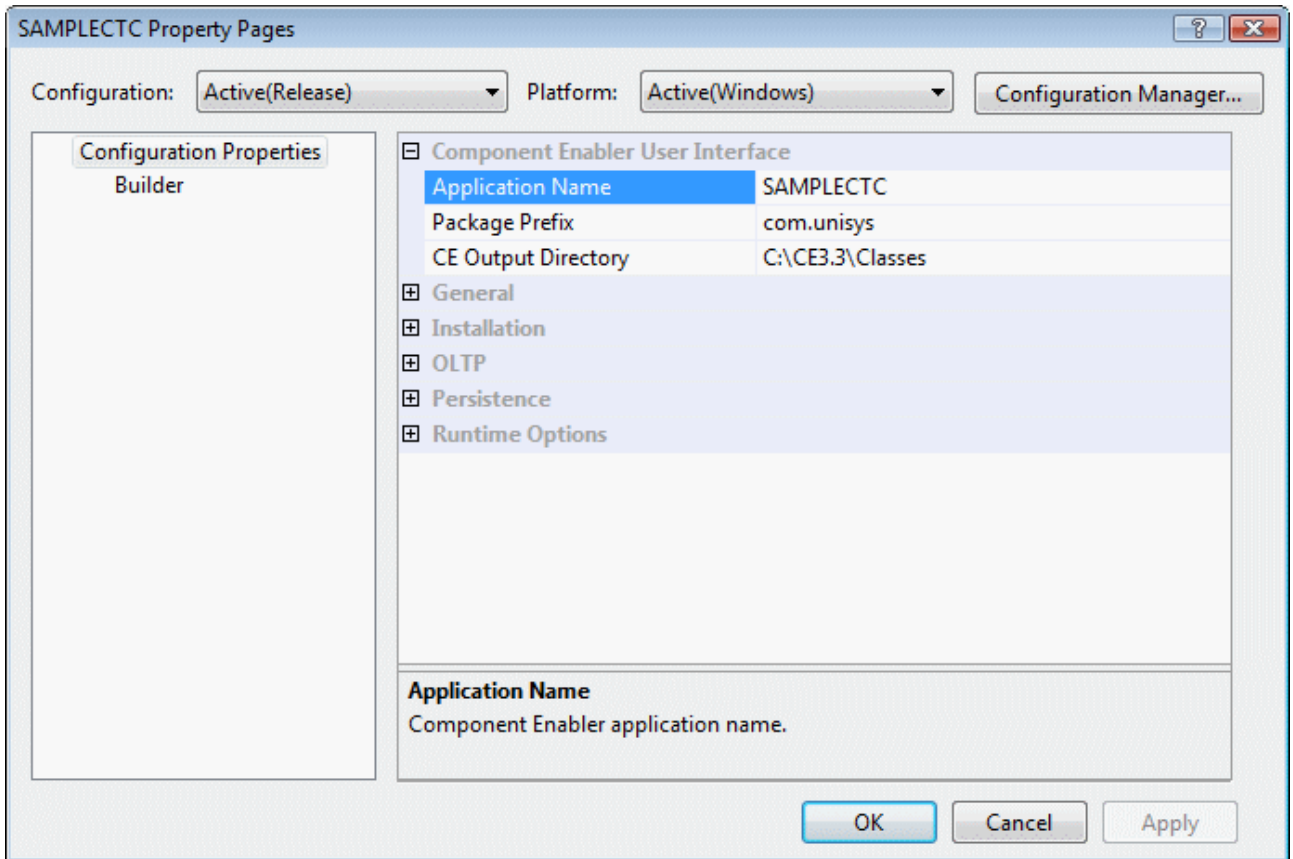 SAMPLECTC Property Pages
Configuration: Active(Release) Platform: Active(Windows) Configuration Manager...
Configuration Properties
Builder
Component Enabler User Interface
Application Name SAMPLECTC
Package Prefix com.unisys
CE Output Directory C:\CE3.3\Classes
General
Installation
OLTP
Persistence
Runtime Options
Application Name
Component Enabler application name.
OK Cancel Apply